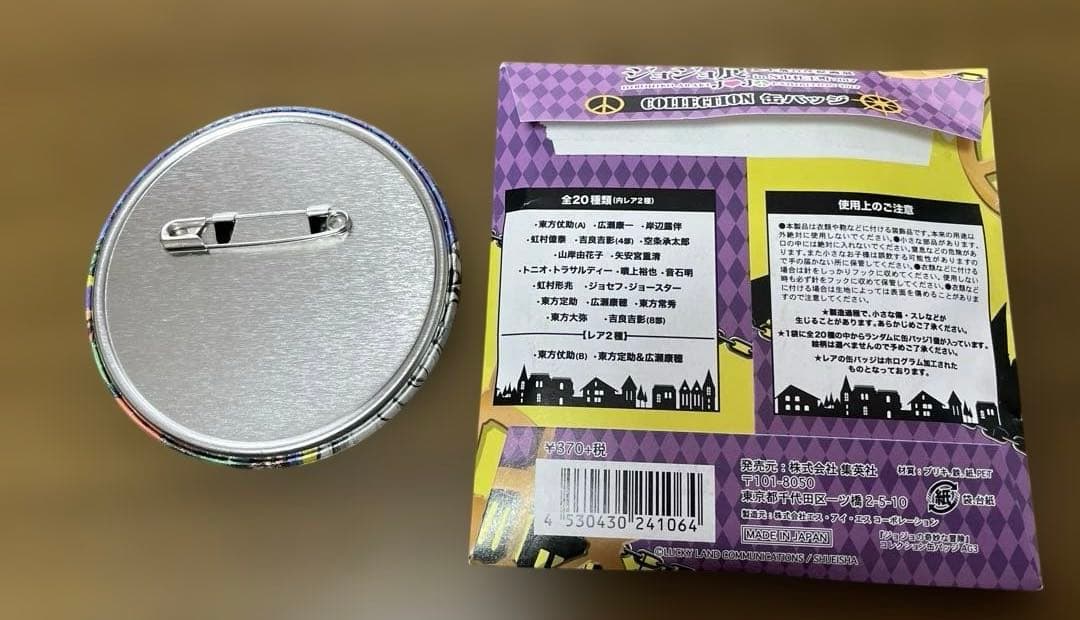 COLLECTION 缶バッジ
全20種類(内レア2種)
・東方仗助(A) ・広瀬康一 ・岸辺露伴
・虹村億泰 ・吉良吉影(4部) ・空条承太郎
・山岸由花子 ・矢安宮重清
・トニオ・トラサルディー ・噴上裕也 ・音石明
・虹村形兆 ・ジョセフ・ジョースター
・東方定助 ・広瀬康穂 ・東方常秀
・東方大弥 ・吉良吉影(8部)
【レア2種】
・東方仗助(B) ・東方定助&広瀬康穂
使用上のご注意
●本製品は衣類や鞄などに付ける装飾品です。本来の用途以
外絶対に使用しないでください。●小さな部品があります。
口の中には絶対に入れないでください。窒息などの危険があ
ります。また小さなお子様は誤飲する可能性がありますの
で手の届かない所に保管してください。●衣類などに付ける
場合は針をしっかりフックに収めてください。使用しない
時も必ず針をフックに収めて保管してください。●衣類など
に付ける場合は生地によっては表面を傷めることがありま
すので注意してください。
★製造過程で、小さな傷・スレなどが
生じることがあります。あらかじめご了承ください。
★1袋に全20種の中からランダムに缶バッジ1個が入っています。
絵柄は選べませんので予めご了承ください。
★レアの缶バッジはホログラム加工された
ものとなっております。
¥370+税
4 530430 241064
発売元:株式会社 集英社
〒101-8050
東京都千代田区一ツ橋 2-5-10
製造元:株式会社エス・アイ・エス コーポレーション
MADE IN JAPAN
材質:ブリキ、鉄、紙、PET
紙
袋、台紙
『ジョジョの奇妙な冒険』
コレクション缶バッジ AG3
©LUCKY LAND COMMUNICATIONS / SHUEISHA